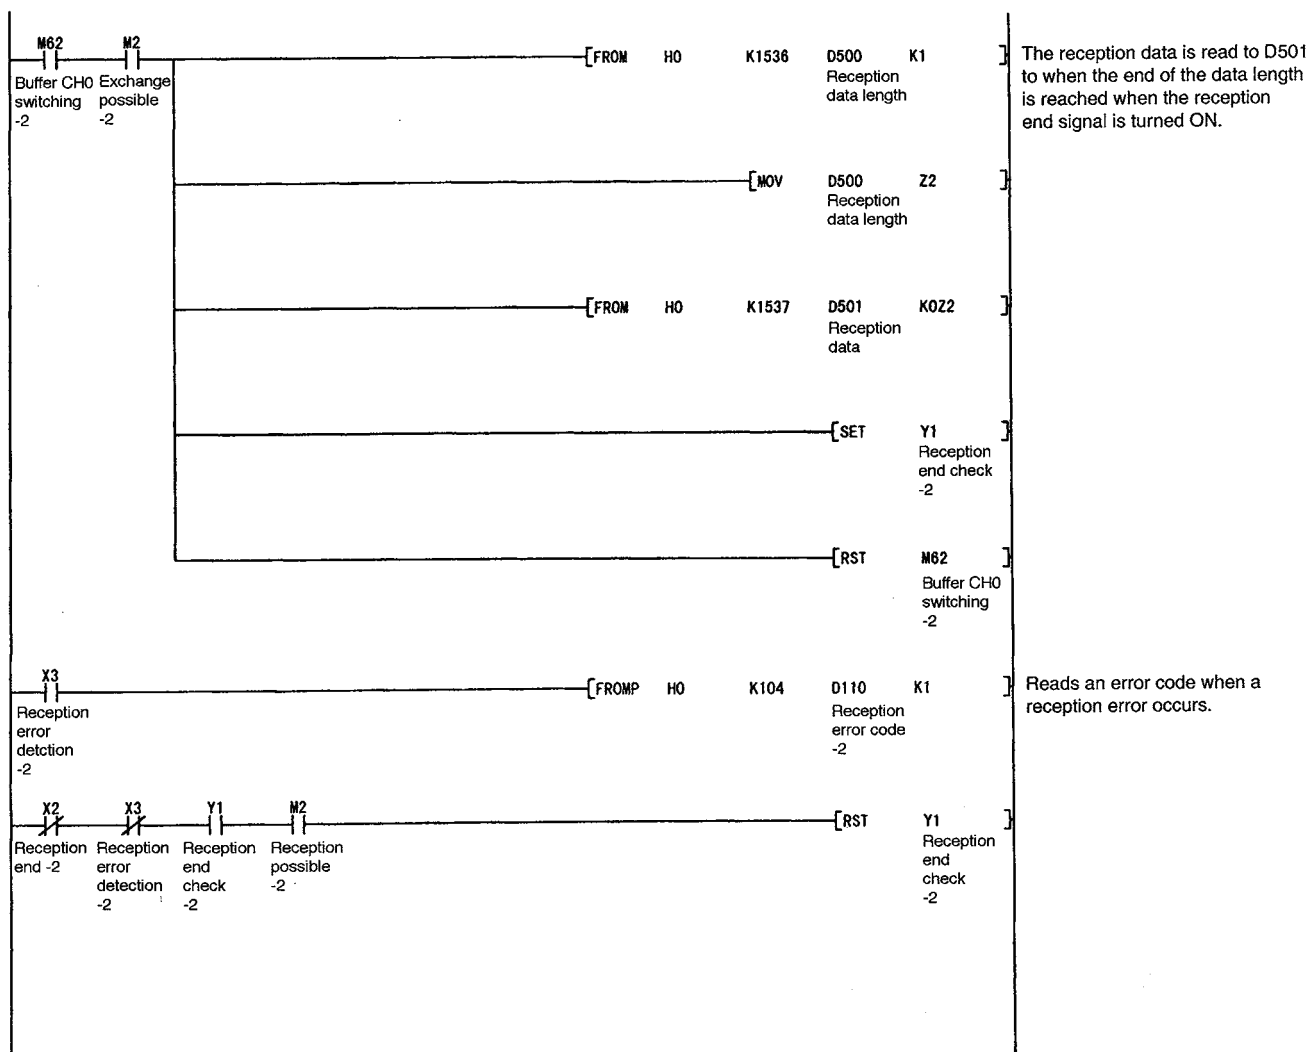 M62 M2
[FROM H0 K1536 D500 K1 ]
Buffer CH0 switching -2
Exchange possible -2
Reception data length
The reception data is read to D501
to when the end of the data length
is reached when the reception
end signal is turned ON.
[MOV D500 Z2 ]
Reception
data length
[FROM H0 K1537 D501 K0Z2 ]
Reception
data
[SET Y1 ]
Reception
end check
-2
[RST M62 ]
Buffer CH0
switching
-2
X3
[FROMP H0 K104 D110 K1 ]
Reception
error
detction
-2
Reception
error code
-2
Reads an error code when a
reception error occurs.
X2 X3 Y1 M2
[RST Y1 ]
Reception
end -2
Reception
error
detection
-2
Reception
end
check
-2
Reception
possible
-2
Reception
end
check
-2